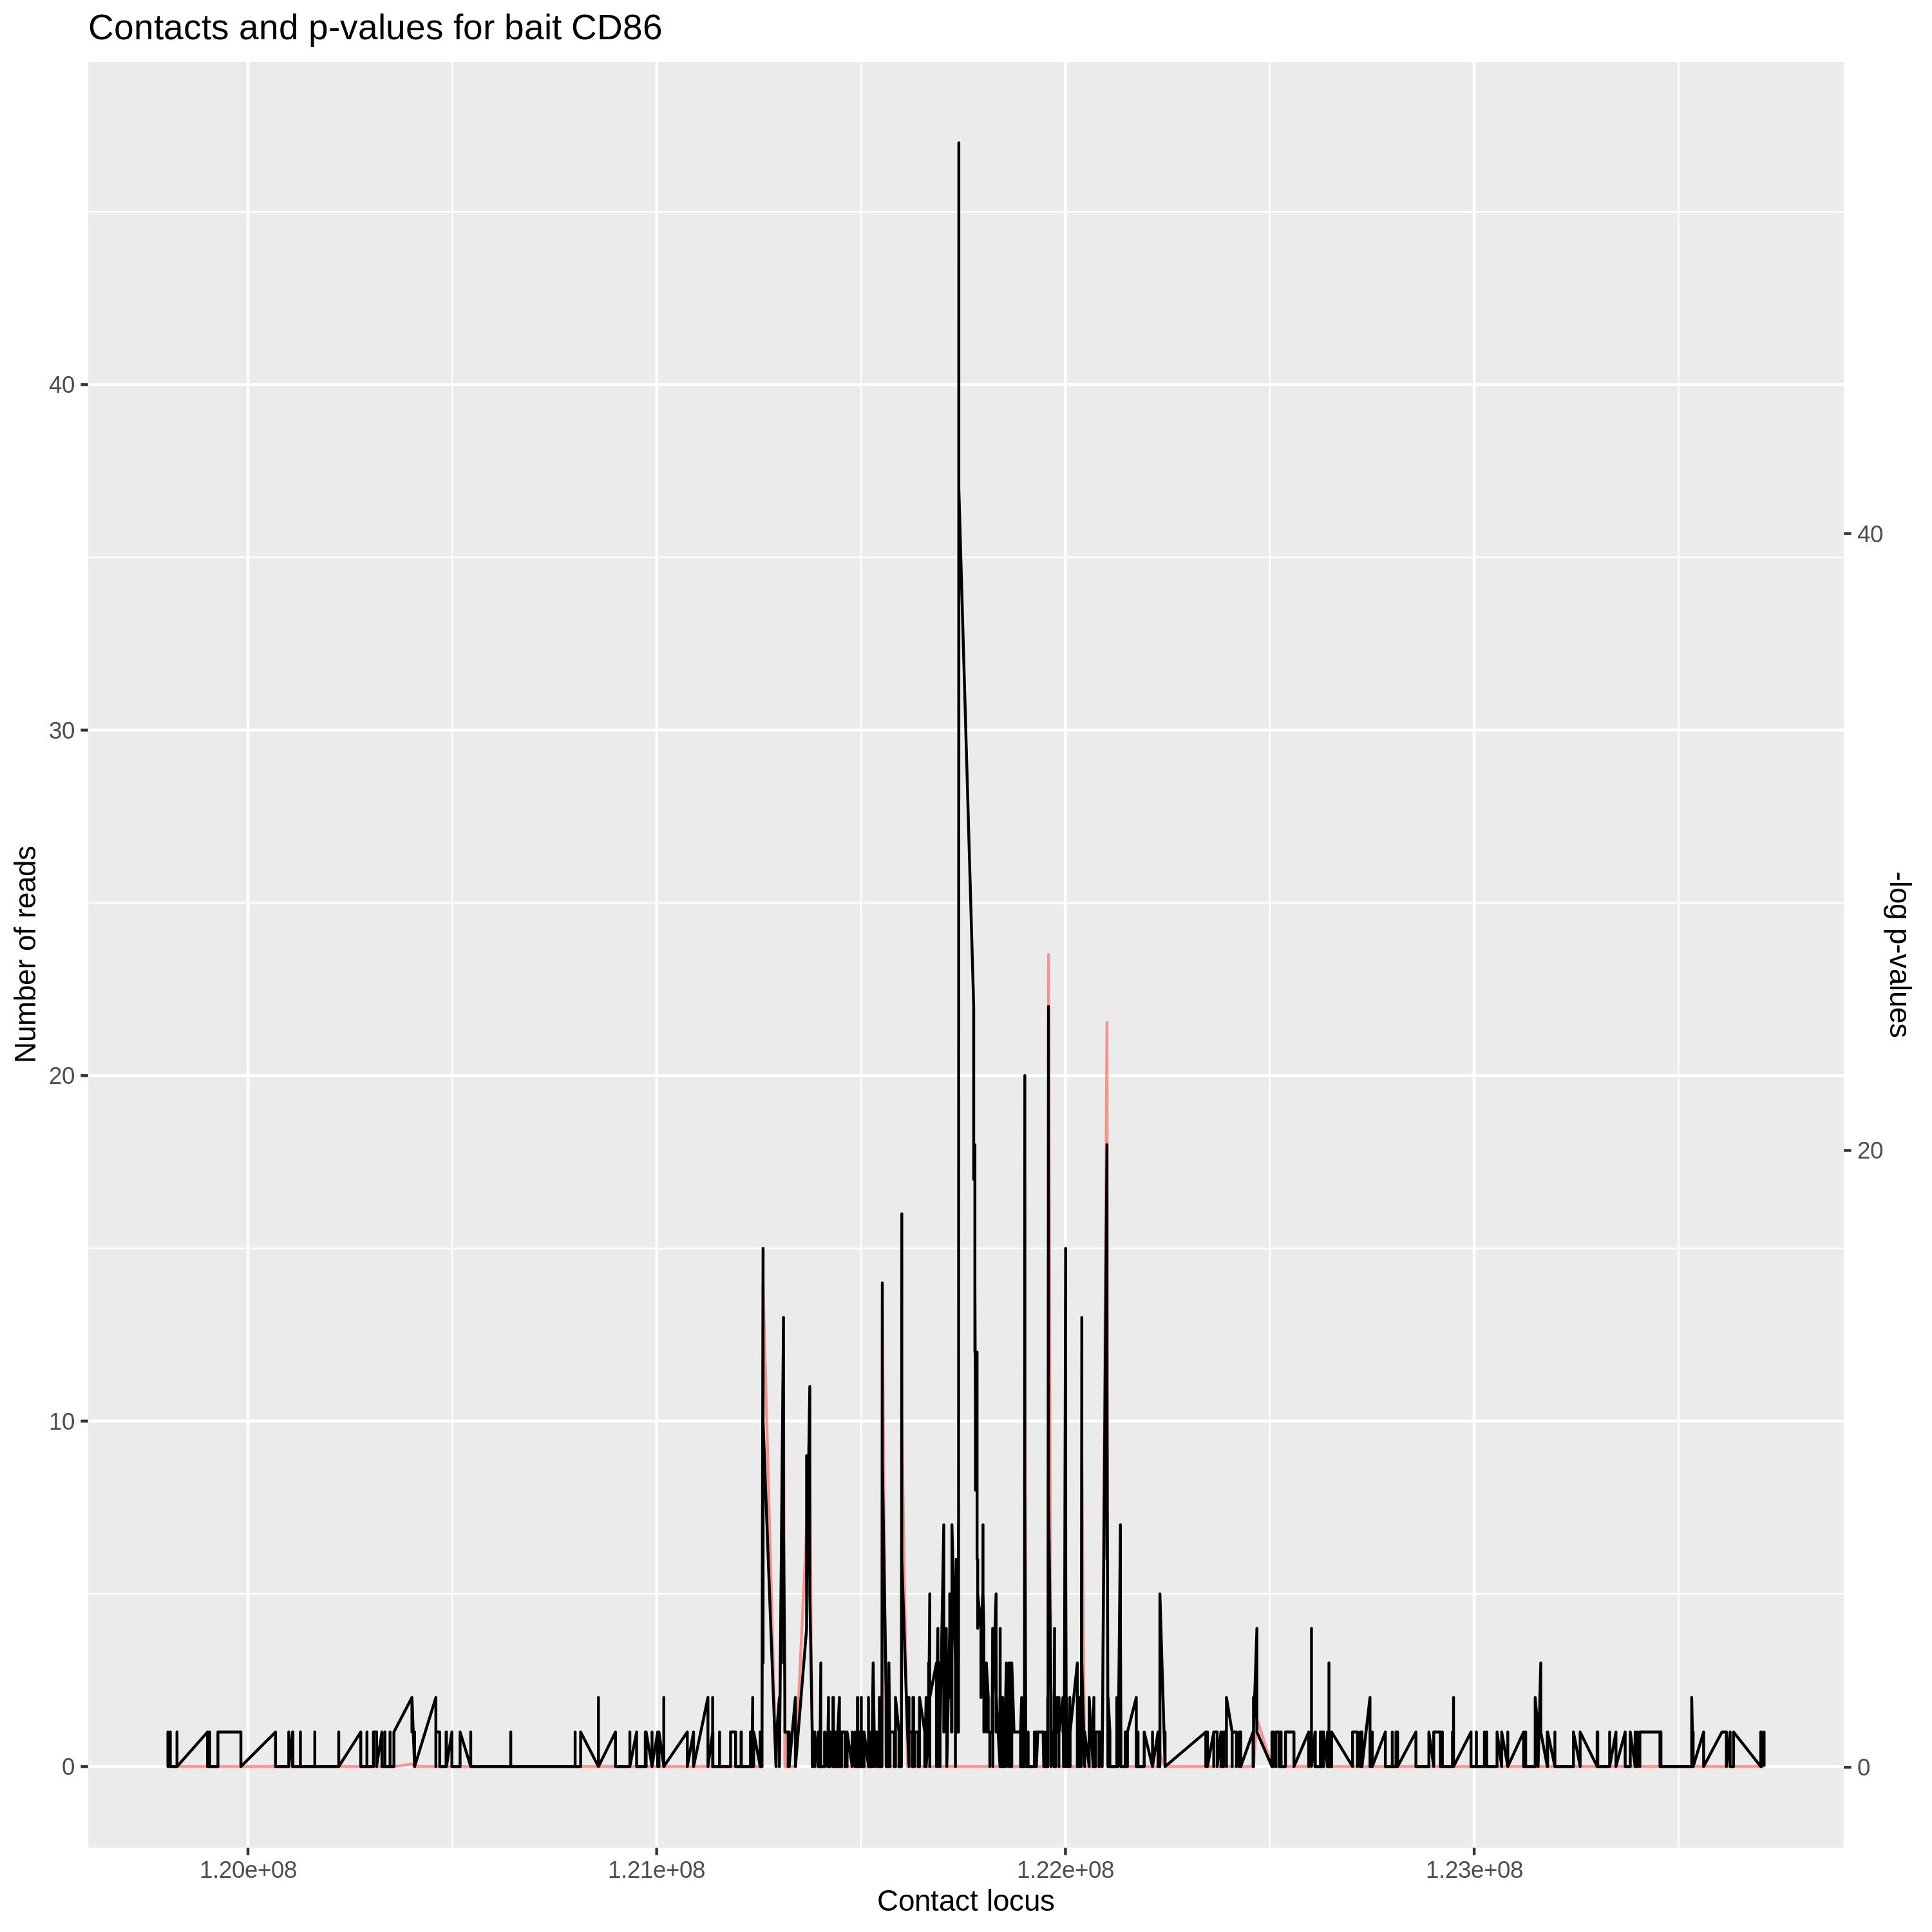 Contacts and p-values for bait CD86
Number of reads
40
30
20
10
0
40
20
0
-log p-values
1.20e+08
1.21e+08
1.22e+08
1.23e+08
Contact locus